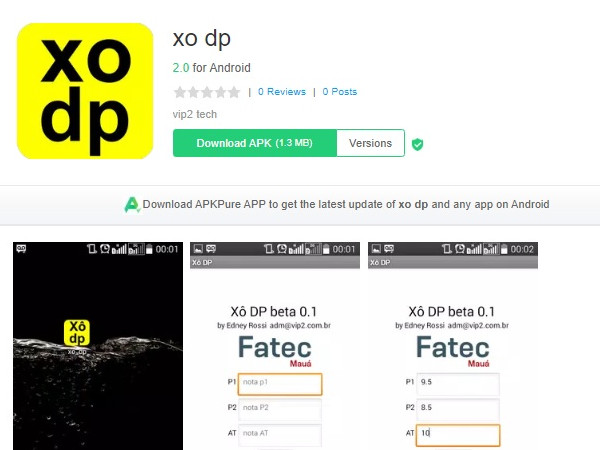 xo
dp
xo dp
2.0 for Android
| 0 Reviews | 0 Posts
vip2 tech
Download APK (1.3 MB) Versions
Download APKPure APP to get the latest update of xo dp and any app on Android
00:01
Xô
dp
xo dp
00:01
Xô DP
Xô DP beta 0.1
by Edney Rossi adm@vip2.com.br
Fatec
Mauá
P1 nota p1
P2 nota P2
AT nota AT
00:02
Xô DP
Xô DP beta 0.1
by Edney Rossi adm@vip2.com.br
Fatec
Mauá
P1 9.5
P2 8.5
AT 10